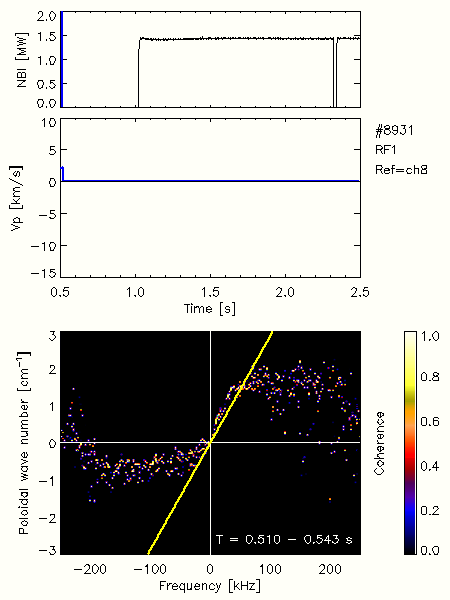 2.0
1.5
1.0
0.5
0.0
NBI [MW]
10
5
0
−5
−10
−15
Vp [km/s]
#8931
RF1
Ref=ch8
0.5 1.0 1.5 2.0 2.5
Time [s]
3
2
1
0
−1
−2
−3
Poloidal wave number [cm⁻¹]
T = 0.510 − 0.543 s
−200 −100 0 100 200
Frequency [kHz]
1.0
0.8
0.6
0.4
0.2
0.0
Coherence